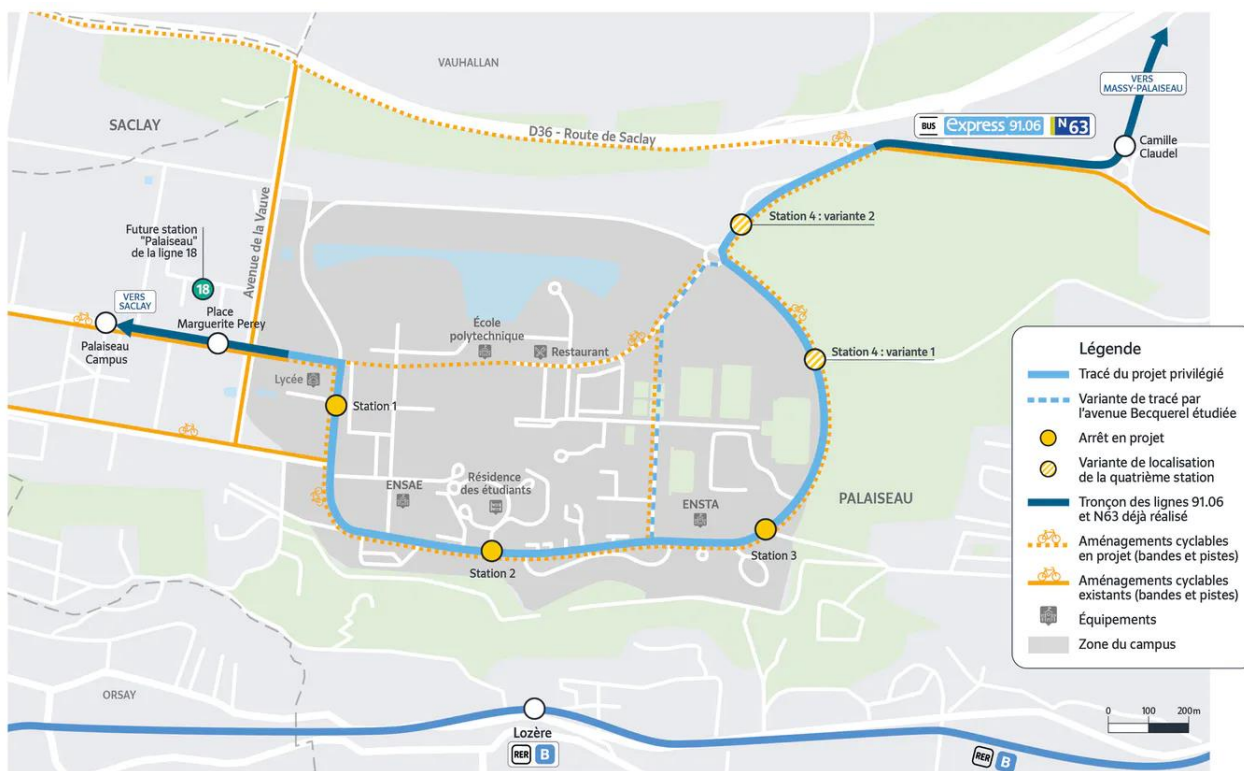 VAUHALLAN
VERS
MASSY-PALAISEAU
SACLAY
D36 - Route de Saclay
BUS express 91.06 N 63
Camille
Claudel
Avenue de la Vauve
Station 4 : variante 2
Future station
"Palaiseau"
de la ligne 18
18
VERS
SACLAY
Place
Marguerite Perey
Palaiseau
Campus
École
polytechnique
Restaurant
Station 4 : variante 1
Lycée
Station 1
ENSAE
Résidence
des étudiants
ENSTA
PALAISEAU
Station 2
Station 3
Légende
Tracé du projet privilégié
Variante de tracé par
l'avenue Becquerel étudiée
Arrêt en projet
Variante de localisation
de la quatrième station
Tronçon des lignes 91.06
et N63 déjà réalisé
Aménagements cyclables
en projet (bandes et pistes)
Aménagements cyclables
existants (bandes et pistes)
Équipements
Zone du campus
ORSAY
Lozère
RER B
RER B
0 100 200m